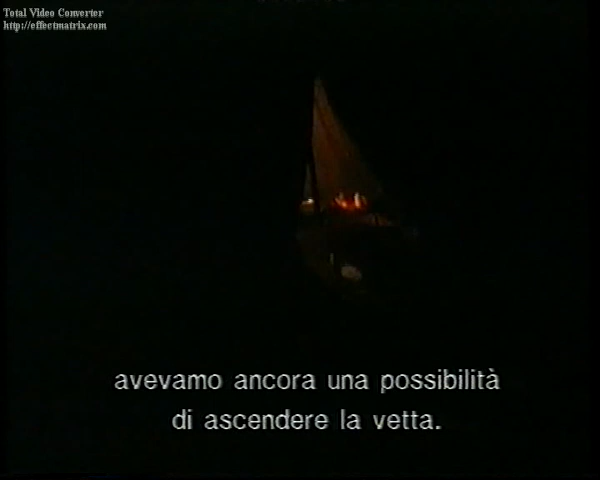 Total Video Converter
http://effectmatrix.com
avevamo ancora una possibilità
di ascendere la vetta.